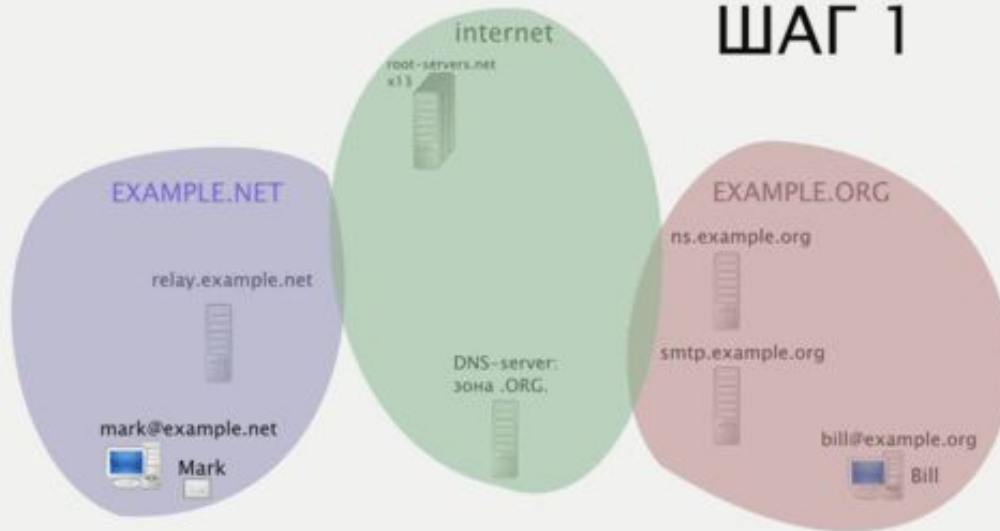 ШАГ 1
internet
root-servers.net
x13
EXAMPLE.NET
relay.example.net
mark@example.net
Mark
DNS-server:
зона .ORG.
EXAMPLE.ORG
ns.example.org
smtp.example.org
bill@example.org
Bill